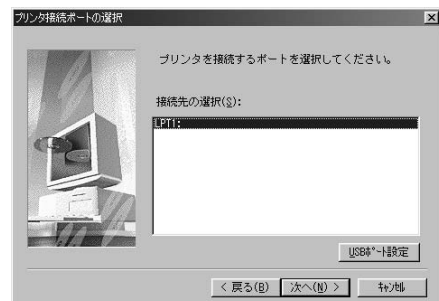 プリンタ接続ポートの選択
プリンタを接続するポートを選択してください。
接続先の選択(S):
LPT1:
USBﾎﾟｰﾄ設定
< 戻る(B)
次へ(N) >
ｷｬﾝｾﾙ